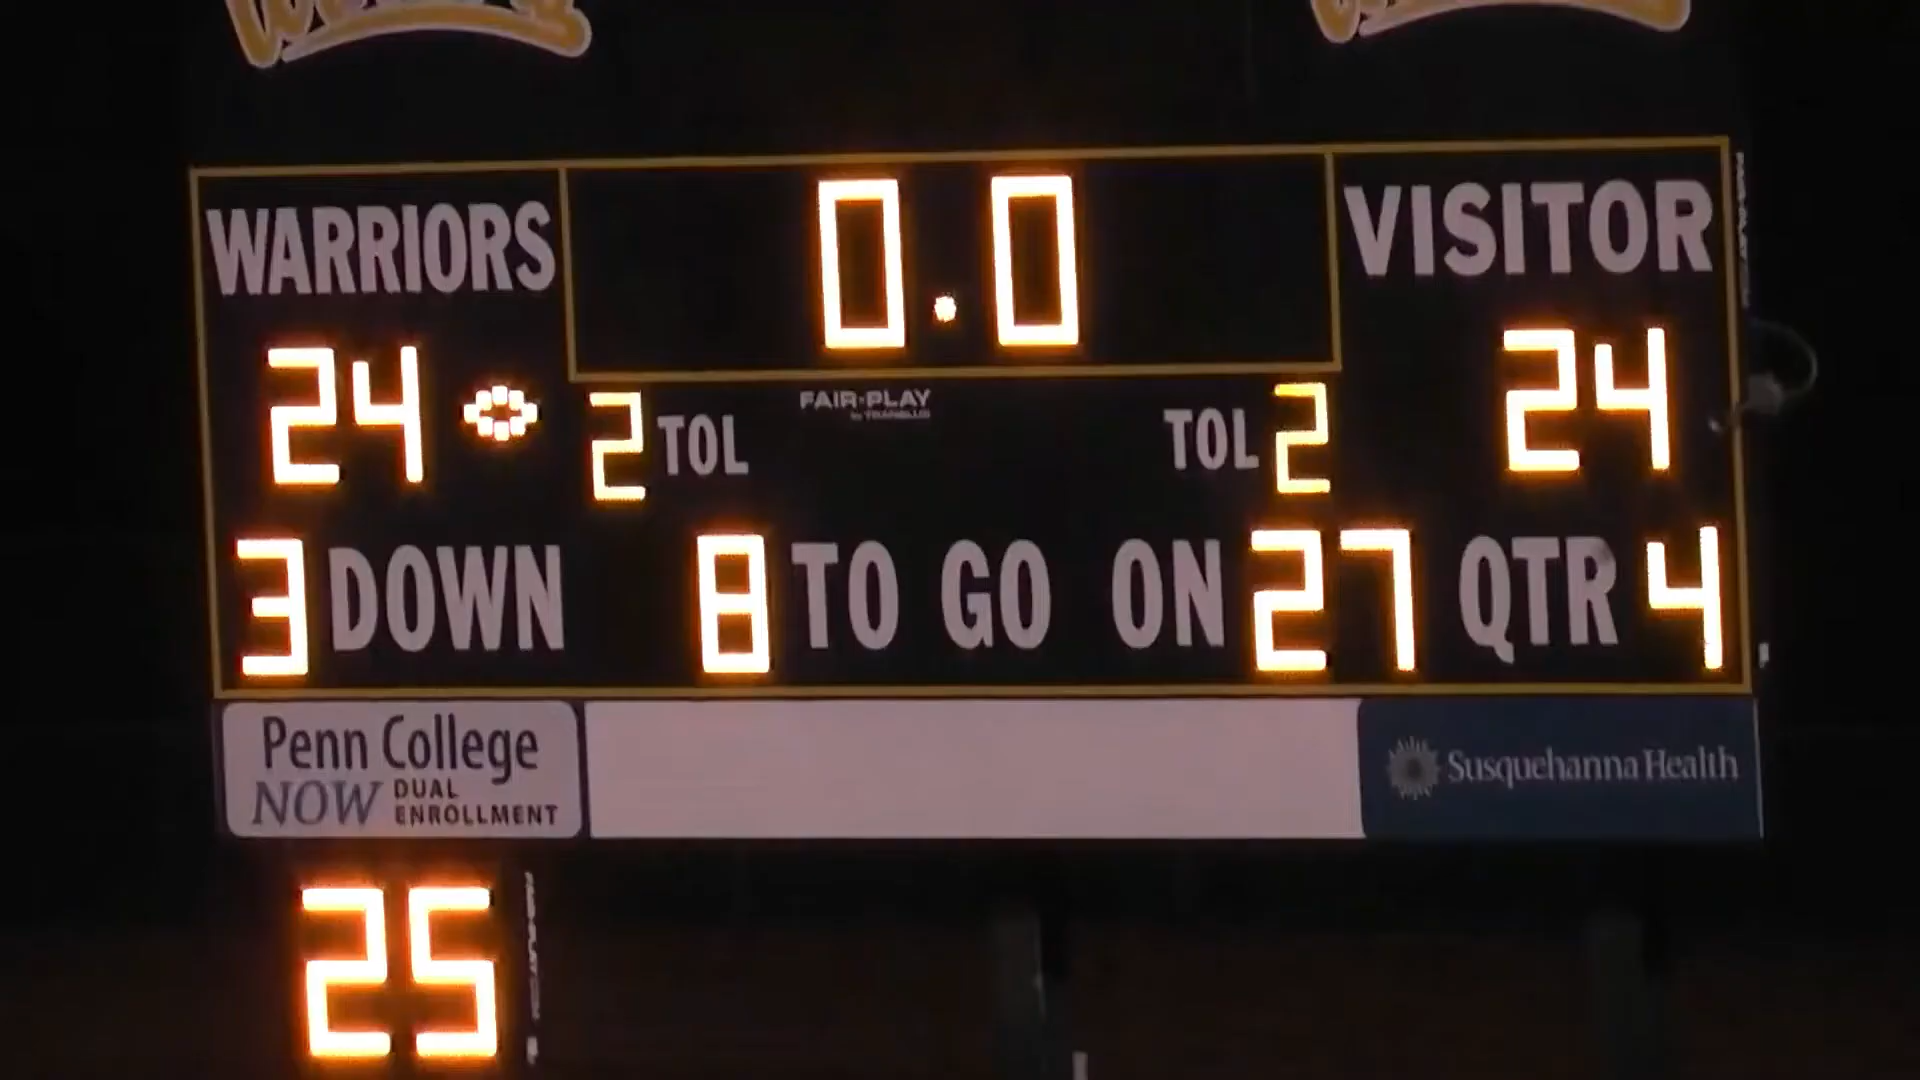 WARRIORS 0.0 VISITOR
24 2 TOL FAIR-PLAY TOL 2 24
3 DOWN 8 TO GO ON 27 QTR 4
Penn College
NOW DUAL ENROLLMENT
Susquehanna Health
25